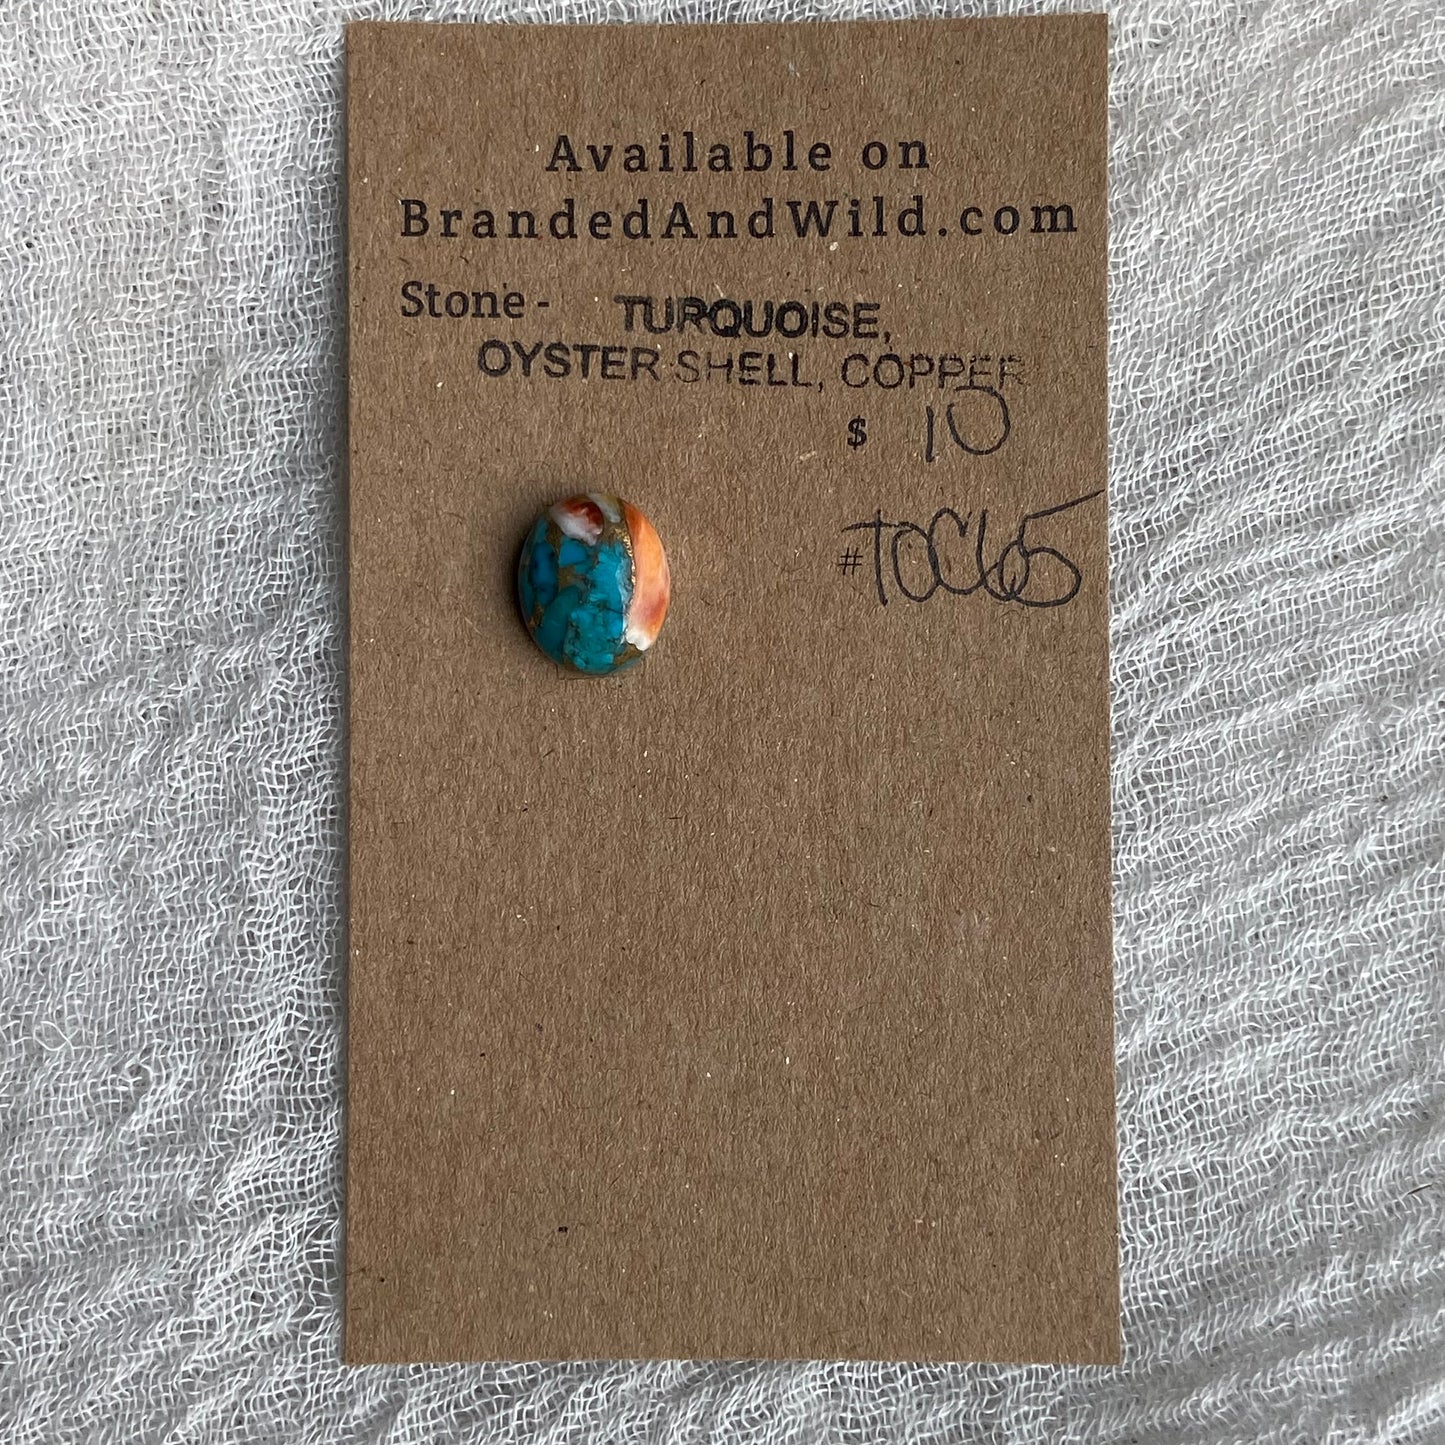 Available on
BrandedAndWild.com
Stone - TURQUOISE,
OYSTER SHELL, COPPER
$ 10
#TOC65